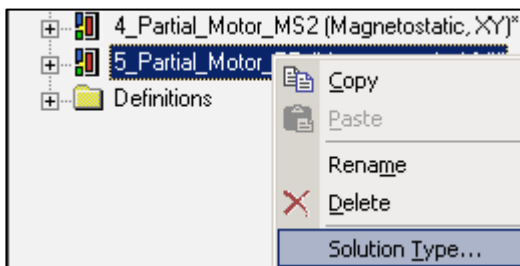 4_Partial_Motor_MS2 (Magnetostatic, XY)*
5_Partial_Motor_
Definitions
Copy
Paste
Rename
Delete
Solution Type...